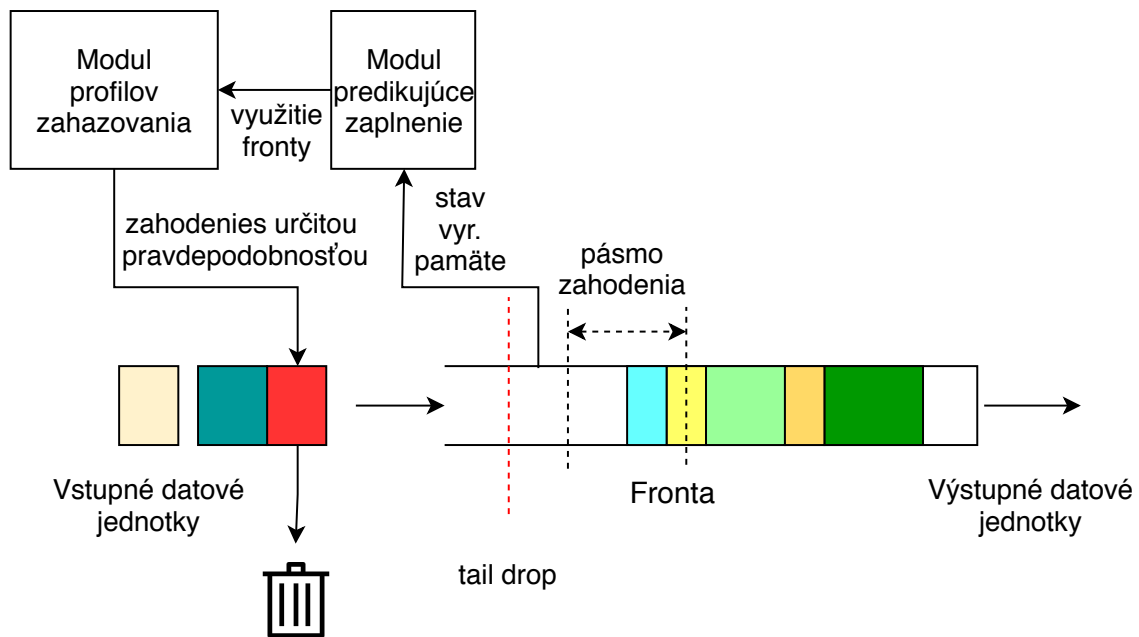 Modul
profilov
zahazovania
Modul
predikujúce
zaplnenie
využitie
fronty
zahodenies určitou
pravdepodobnosťou
stav
vyr.
pamäte
pásmo
zahodenia
Vstupné datové
jednotky
Fronta
Výstupné datové
jednotky
tail drop